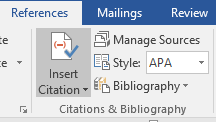 References Mailings Review
Insert Citation
Manage Sources
Style: APA
Bibliography
Citations & Bibliography